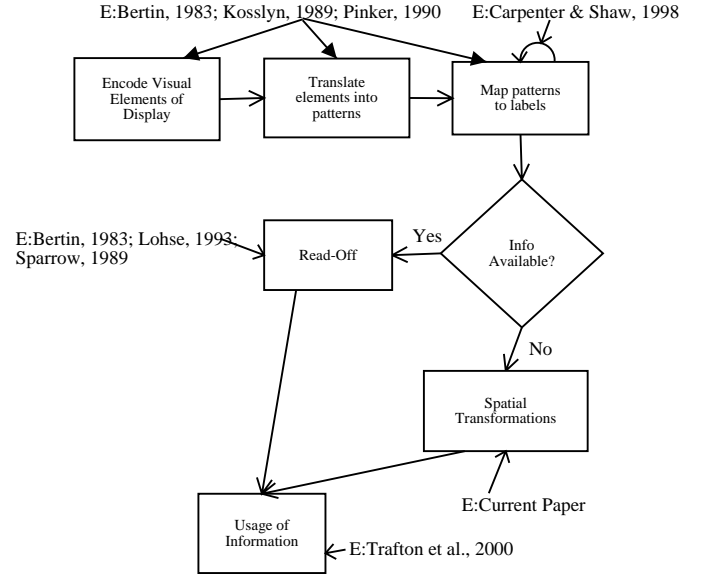 E:Bertin, 1983; Kosslyn, 1989; Pinker, 1990
E:Carpenter & Shaw, 1998
Encode Visual
Elements of
Display
Translate
elements into
patterns
Map patterns
to labels
E:Bertin, 1983; Lohse, 1993;
Sparrow, 1989
Read-Off
Yes
Info
Available?
No
Spatial
Transformations
E:Current Paper
Usage of
Information
E:Trafton et al., 2000